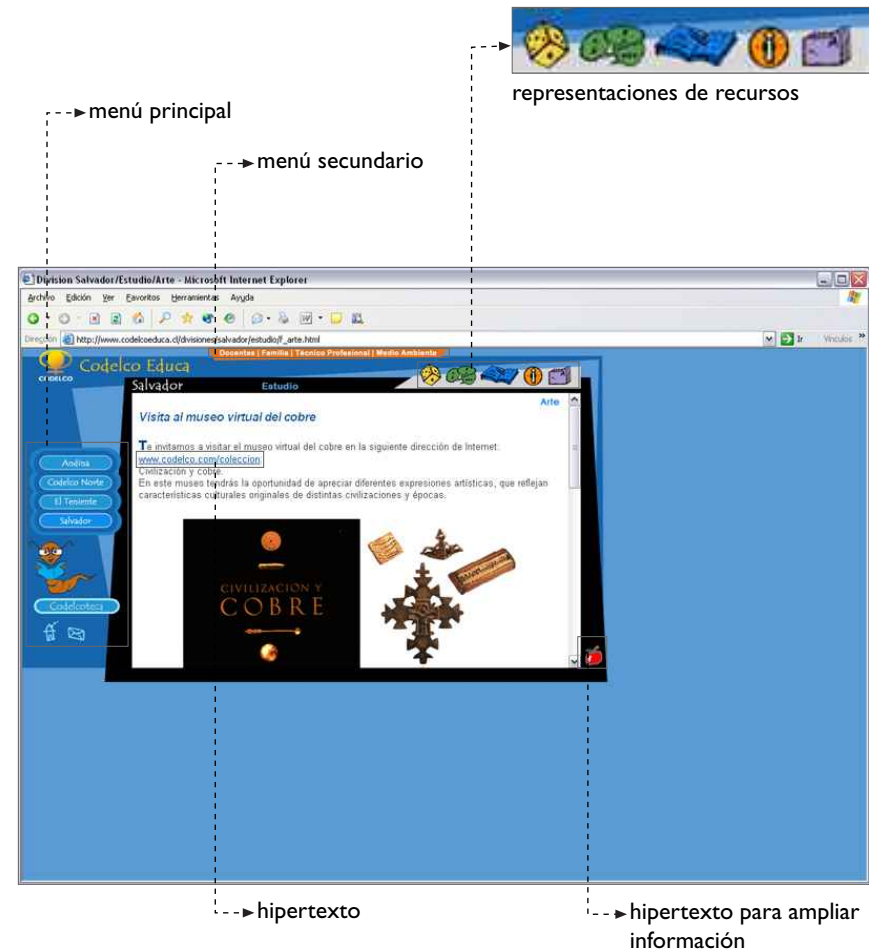 representaciones de recursos
menú principal
menú secundario
Division Salvador/Estudio/Arte - Microsoft Internet Explorer
Archivo Edición Ver Favoritos Herramientas Ayuda
Dirección http://www.codelcoeduca.cl/divisiones/salvador/estudio/f_arte.html Ir Vínculos »
Docentes | Familia | Técnico Profesional | Medio Ambiente
CODELCO
Codelco Educa
Salvador Estudio
Arte
Visita al museo virtual del cobre
Te invitamos a visitar el museo virtual del cobre en la siguiente dirección de Internet:
www.codelco.com/coleccion
Civilización y cobre.
En este museo tendrás la oportunidad de apreciar diferentes expresiones artísticas, que reflejan
características culturales originales de distintas civilizaciones y épocas.
Andina
Codelco Norte
El Teniente
Salvador
Codelcoteca
CIVILIZACION Y
COBRE
hipertexto
hipertexto para ampliar
información